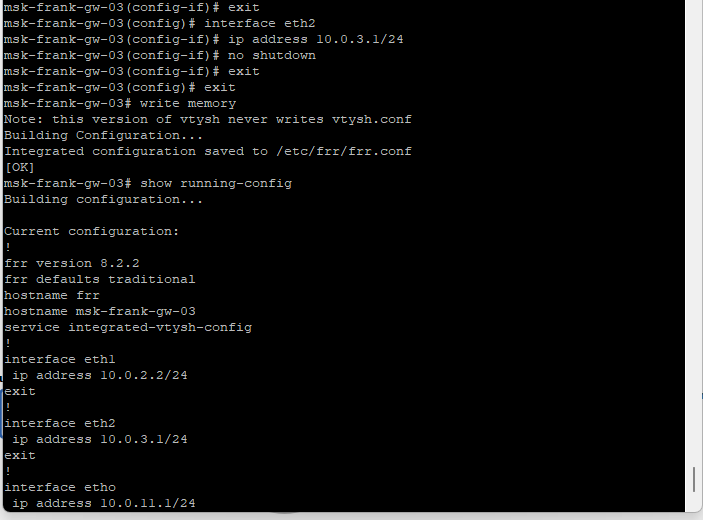 msk-frank-gw-03(config-if)# exit
msk-frank-gw-03(config)# interface eth2
msk-frank-gw-03(config-if)# ip address 10.0.3.1/24
msk-frank-gw-03(config-if)# no shutdown
msk-frank-gw-03(config-if)# exit
msk-frank-gw-03(config)# exit
msk-frank-gw-03# write memory
Note: this version of vtysh never writes vtysh.conf
Building Configuration...
Integrated configuration saved to /etc/frr/frr.conf
[OK]
msk-frank-gw-03# show running-config
Building configuration...

Current configuration:
!
frr version 8.2.2
frr defaults traditional
hostname frr
hostname msk-frank-gw-03
service integrated-vtysh-config
!
interface eth1
 ip address 10.0.2.2/24
exit
!
interface eth2
 ip address 10.0.3.1/24
exit
!
interface etho
 ip address 10.0.11.1/24